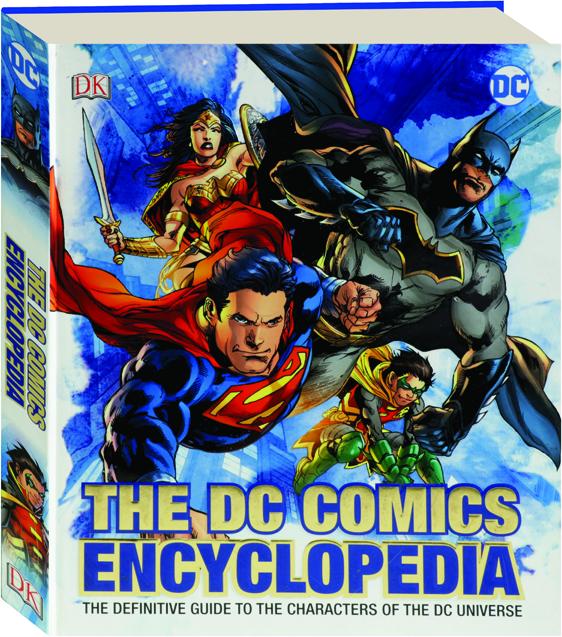 DC
THE DC COMICS
ENCYCLOPEDIA
DK
DK
DC
THE DC COMICS
ENCYCLOPEDIA
THE DEFINITIVE GUIDE TO THE CHARACTERS OF THE DC UNIVERSE